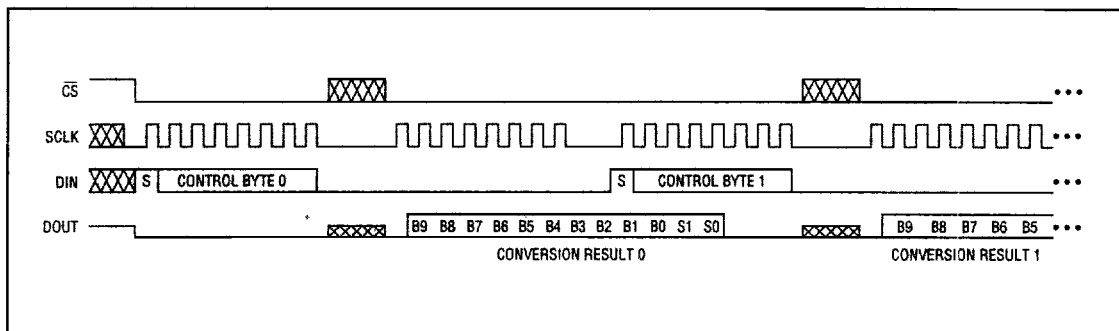 CS •••
SCLK •••
DIN S CONTROL BYTE 0 S CONTROL BYTE 1 •••
DOUT B9 B8 B7 B6 B5 B4 B3 B2 B1 B0 S1 S0 B9 B8 B7 B6 B5 •••
CONVERSION RESULT 0 CONVERSION RESULT 1